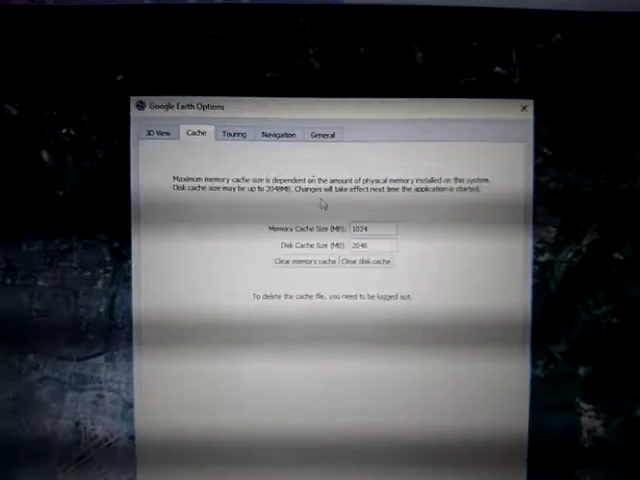 Google Earth Options
3D View Cache Touring Navigation General
Maximum memory cache size is dependent on the amount of physical memory installed on this system.
Disk cache size may be up to 2048MB. Changes will take effect next time the application is started.
Memory Cache Size (MB): 1024
Disk Cache Size (MB): 2048
Clear memory cache Clear disk cache
To delete the cache file, you need to be logged out.